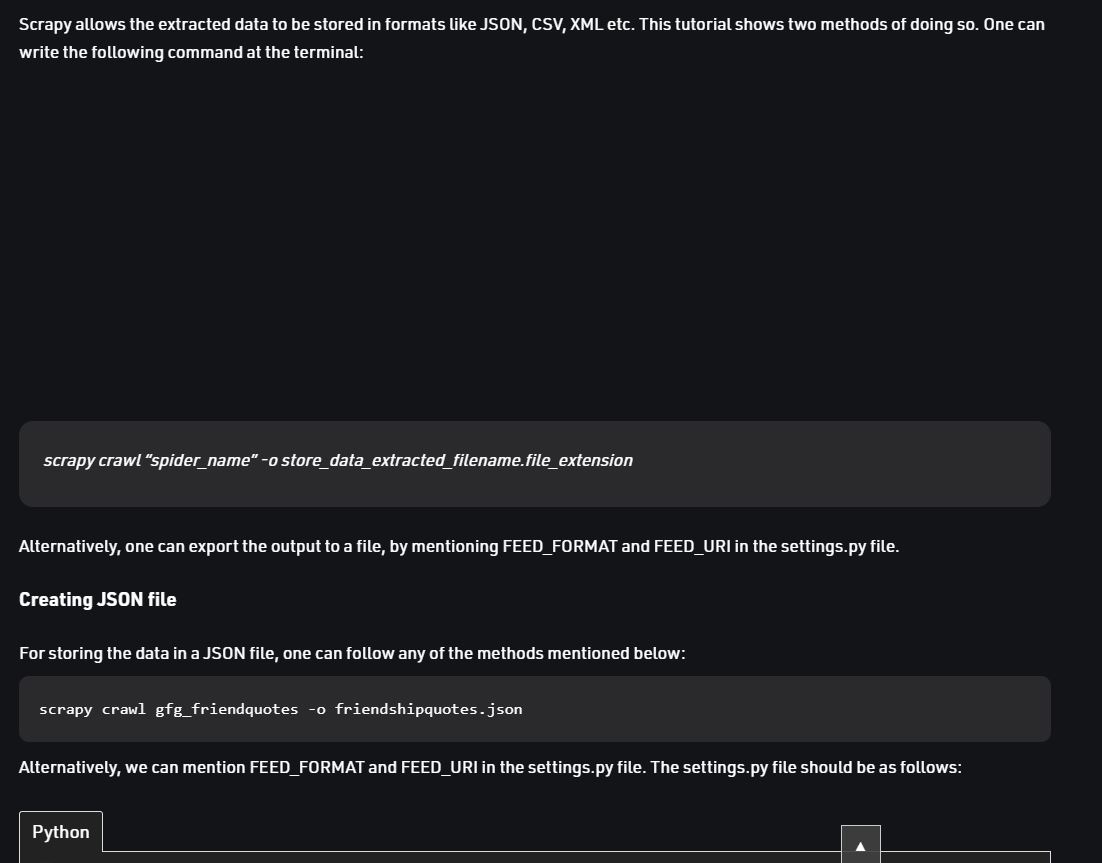 Scrapy allows the extracted data to be stored in formats like JSON, CSV, XML etc. This tutorial shows two methods of doing so. One can
write the following command at the terminal:
scrapy crawl “spider_name” -o store_data_extracted_filename.file_extension
Alternatively, one can export the output to a file, by mentioning FEED_FORMAT and FEED_URI in the settings.py file.
Creating JSON file
For storing the data in a JSON file, one can follow any of the methods mentioned below:
scrapy crawl gfg_friendquotes -o friendshipquotes.json
Alternatively, we can mention FEED_FORMAT and FEED_URI in the settings.py file. The settings.py file should be as follows:
Python